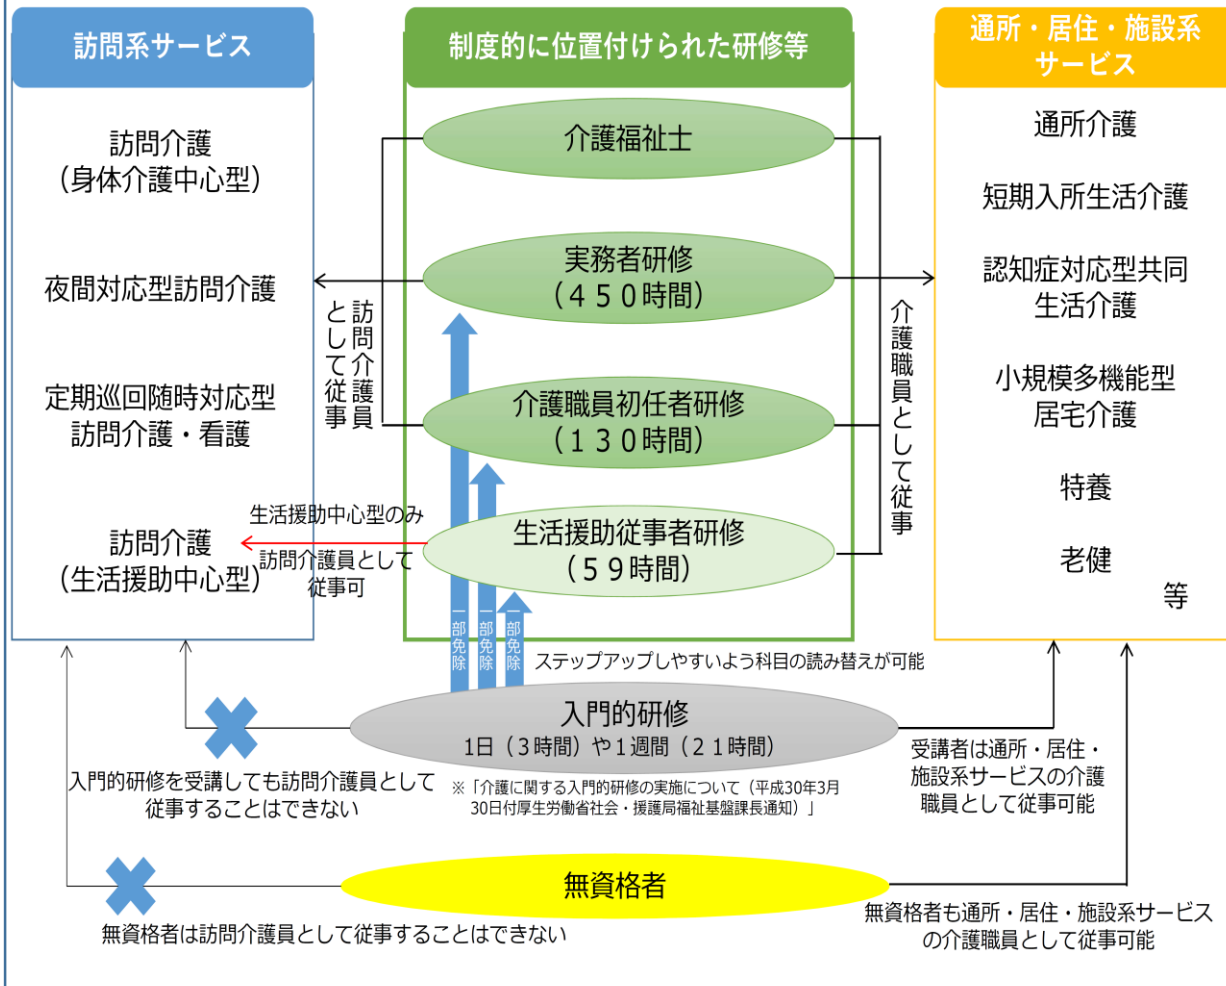 訪問系サービス
訪問介護
（身体介護中心型）
夜間対応型訪問介護
定期巡回随時対応型
訪問介護・看護
訪問介護
（生活援助中心型）
制度的に位置付けられた研修等
介護福祉士
実務者研修
（４５０時間）
介護職員初任者研修
（１３０時間）
生活援助従事者研修
（５９時間）
訪問介護員
として従事
介護職員として従事
生活援助中心型のみ
訪問介護員として
従事可
通所・居住・施設系
サービス
通所介護
短期入所生活介護
認知症対応型共同
生活介護
小規模多機能型
居宅介護
特養
老健
等
一部免除
一部免除
一部免除
ステップアップしやすいよう科目の読み替えが可能
入門的研修
1日（３時間）や１週間（２１時間）
入門的研修を受講しても訪問介護員として
従事することはできない
※「介護に関する入門的研修の実施について（平成30年3月
30日付厚生労働省社会・援護局福祉基盤課長通知）」
受講者は通所・居住・
施設系サービスの介護
職員として従事可能
無資格者
無資格者は訪問介護員として従事することはできない
無資格者も通所・居住・施設系サービス
の介護職員として従事可能